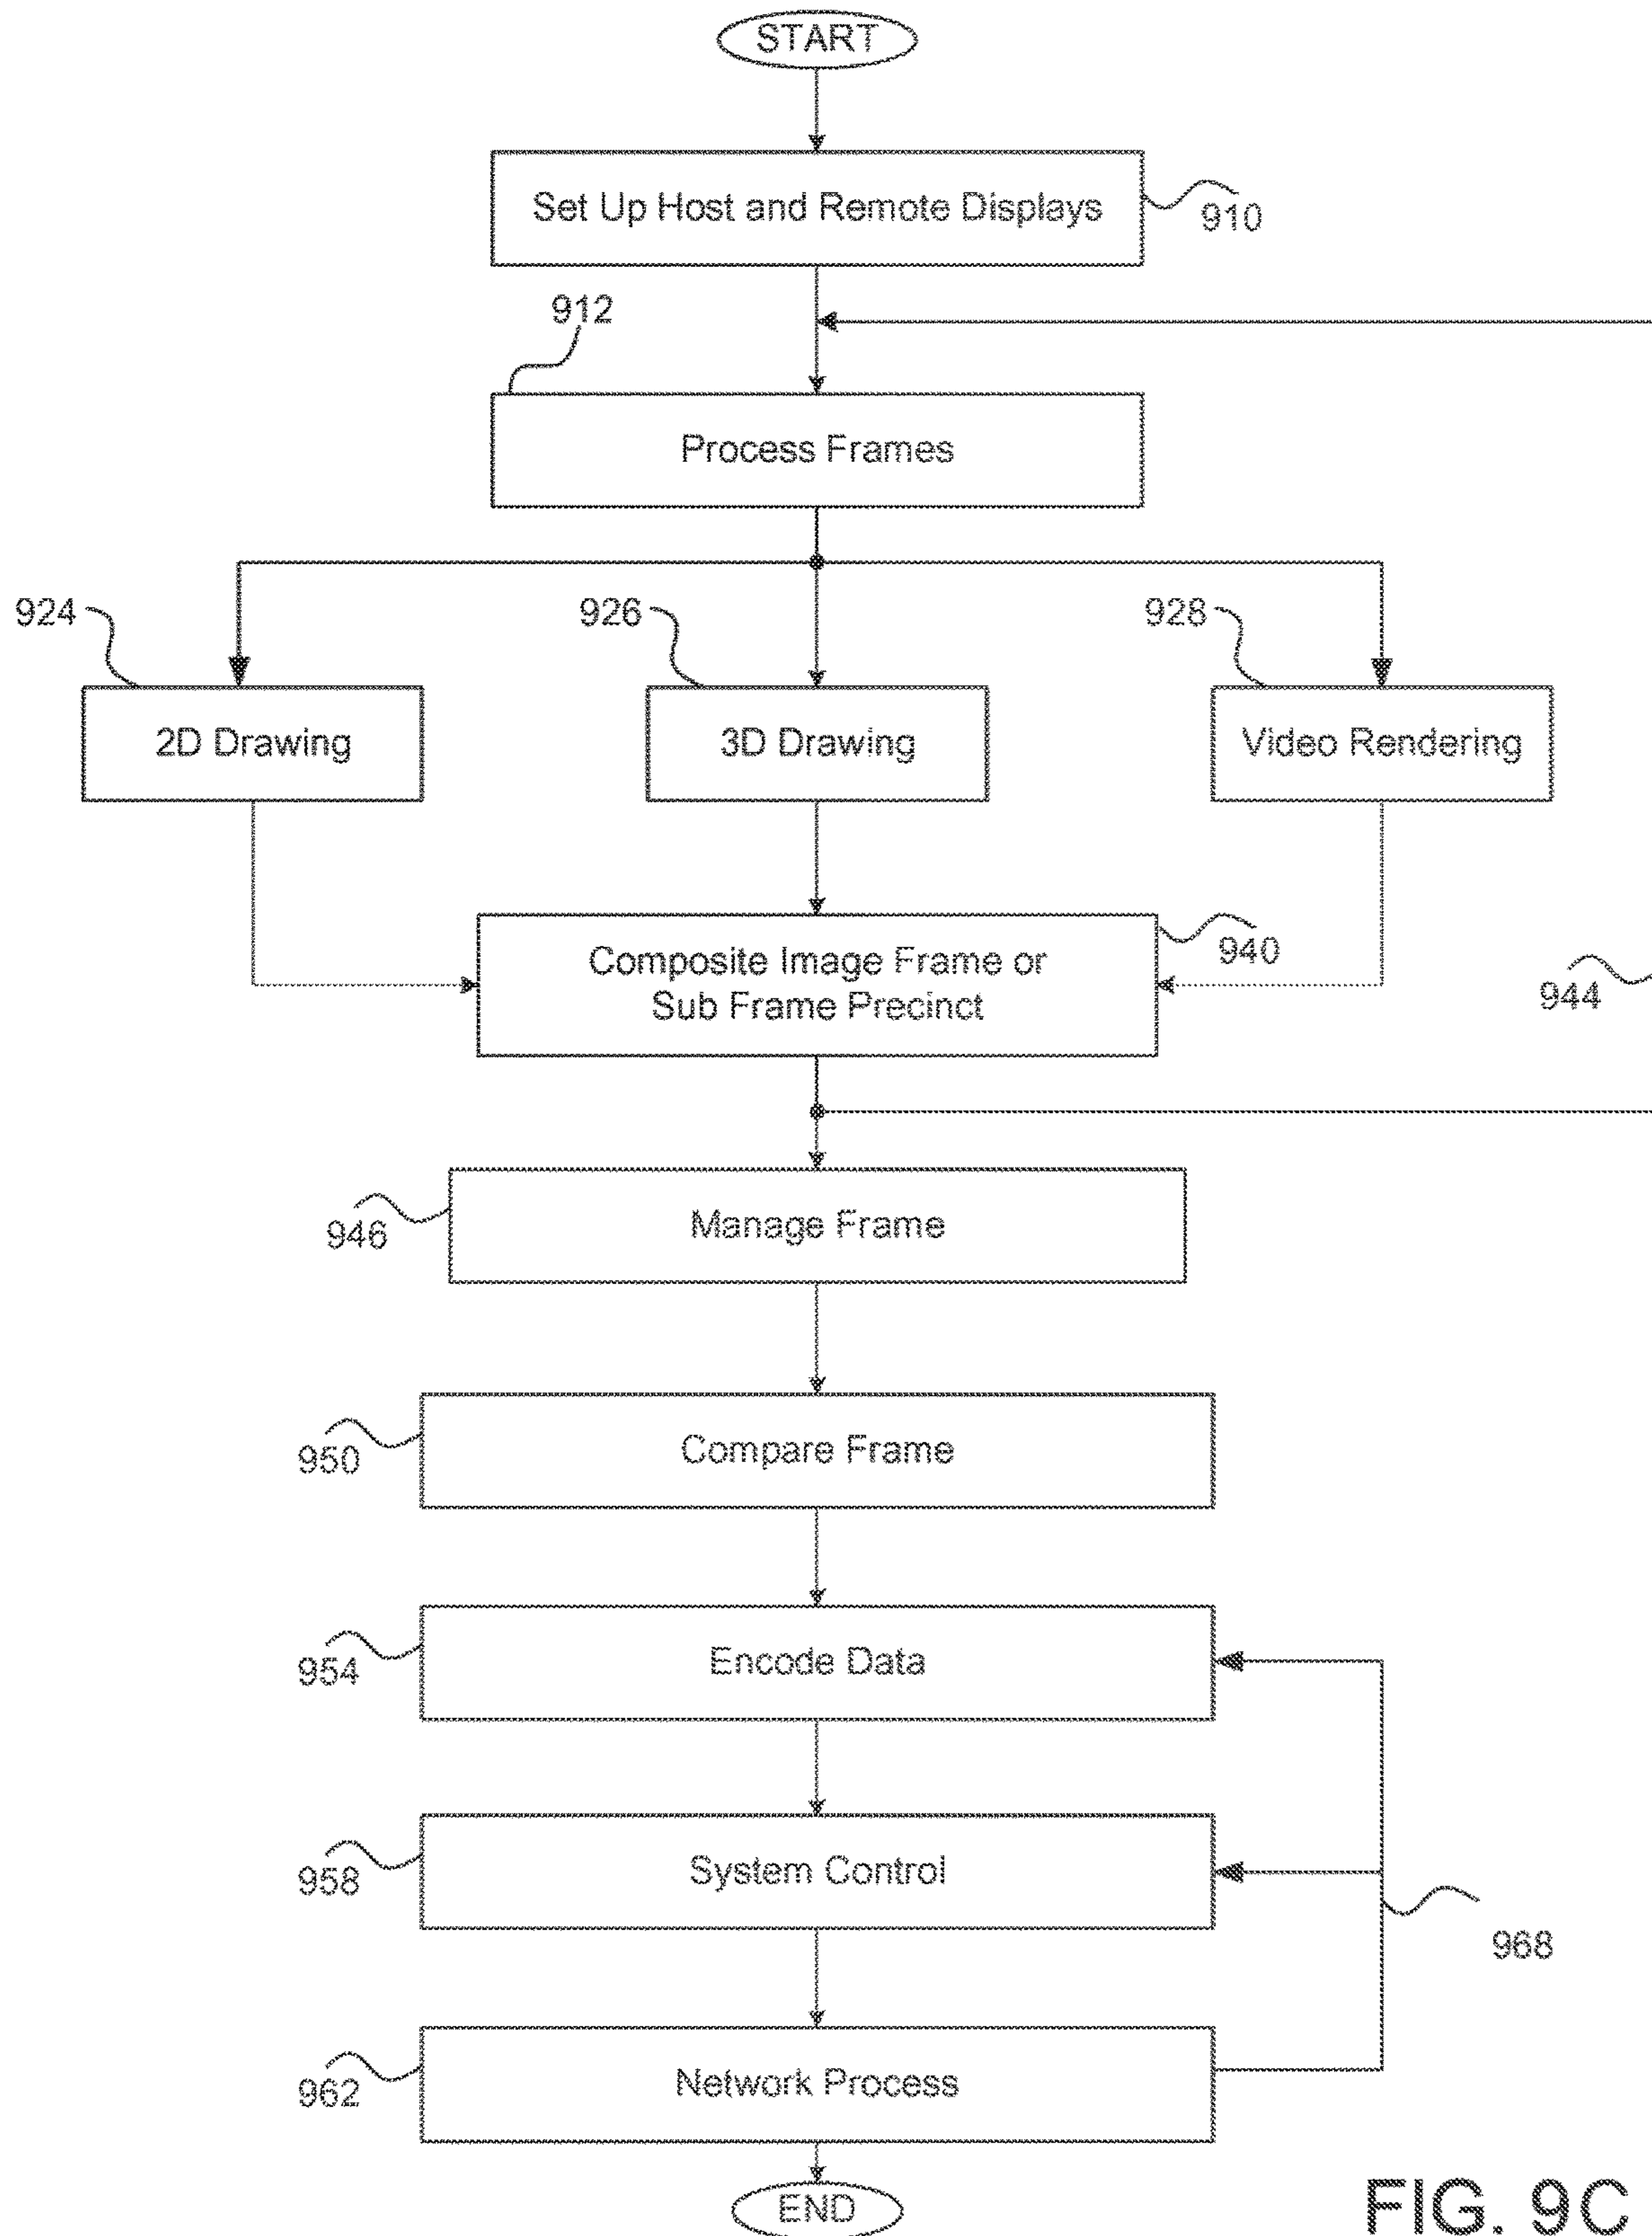 START
Set Up Host and Remote Displays
910
912
Process Frames
924
926
928
2D Drawing
3D Drawing
Video Rendering
Composite Image Frame or
Sub Frame Precinct
940
944
Manage Frame
946
Compare Frame
950
Encode Data
954
System Control
958
968
Network Process
962
END
FIG. 9C